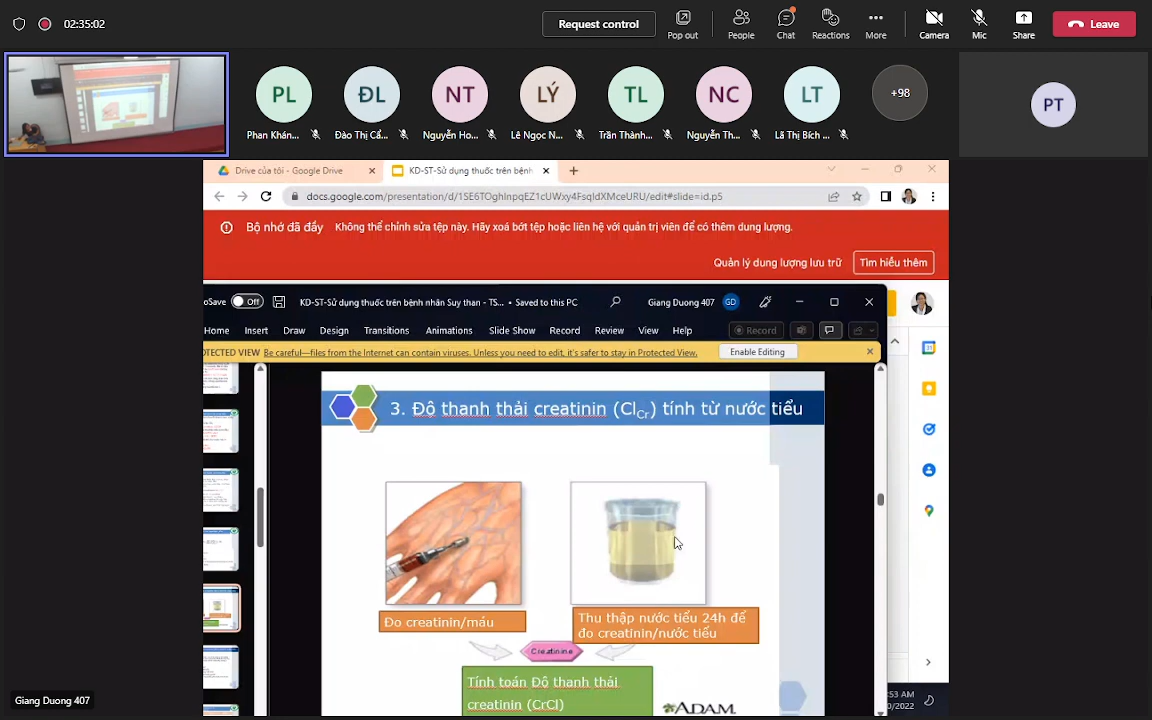 02:35:02
Request control
Pop out
People
Chat
Reactions
More
Camera
Mic
Share
Leave
PL
ĐL
NT
LÝ
TL
NC
LT
+98
PT
Phan Khán...
Đào Thị Cẩ...
Nguyễn Ho...
Lê Ngọc N...
Trần Thành...
Nguyễn Th...
Lã Thị Bích ...
Drive của tôi - Google Drive
KD-ST-Sử dụng thuốc trên bệnh
docs.google.com/presentation/d/1SE6TOghInpqEZ1cUWxy4FsqIdXMceURU/edit#slide=id.p5
Bộ nhớ đã đầy Không thể chỉnh sửa tệp này. Hãy xoá bớt tệp hoặc liên hệ với quản trị viên để có thêm dung lượng.
Quản lý dung lượng lưu trữ
Tìm hiểu thêm
oSave Off
KD-ST-Sử dụng thuốc trên bệnh nhân Suy than - TS... • Saved to this PC
Giang Duong 407 GD
Home Insert Draw Design Transitions Animations Slide Show Record Review View Help
Record
OTECTED VIEW Be careful—files from the Internet can contain viruses. Unless you need to edit, it's safer to stay in Protected View.
Enable Editing
3. Độ thanh thải creatinin (ClCr) tính từ nước tiểu
Đo creatinin/máu
Thu thập nước tiểu 24h để
đo creatinin/nước tiểu
Creatinine
Tính toán Độ thanh thải
creatinin (CrCl)
ADAM
:53 AM
0/2022
Giang Duong 407